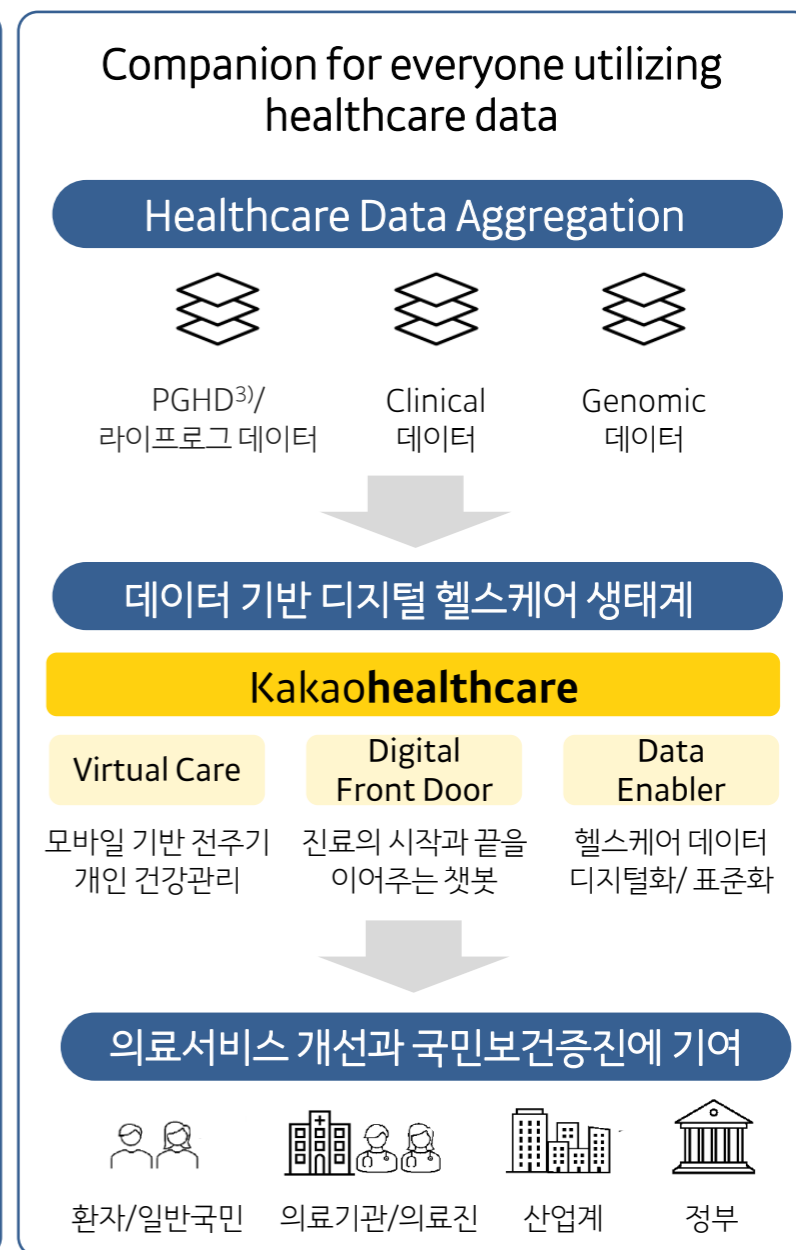 Companion for everyone utilizing
healthcare data
Healthcare Data Aggregation
PGHD3)/
라이프로그 데이터
Clinical
데이터
Genomic
데이터
데이터 기반 디지털 헬스케어 생태계
Kakaohealthcare
Virtual Care
Digital
Front Door
Data
Enabler
모바일 기반 전주기
개인 건강관리
진료의 시작과 끝을
이어주는 챗봇
헬스케어 데이터
디지털화/ 표준화
의료서비스 개선과 국민보건증진에 기여
환자/일반국민
의료기관/의료진
산업계
정부